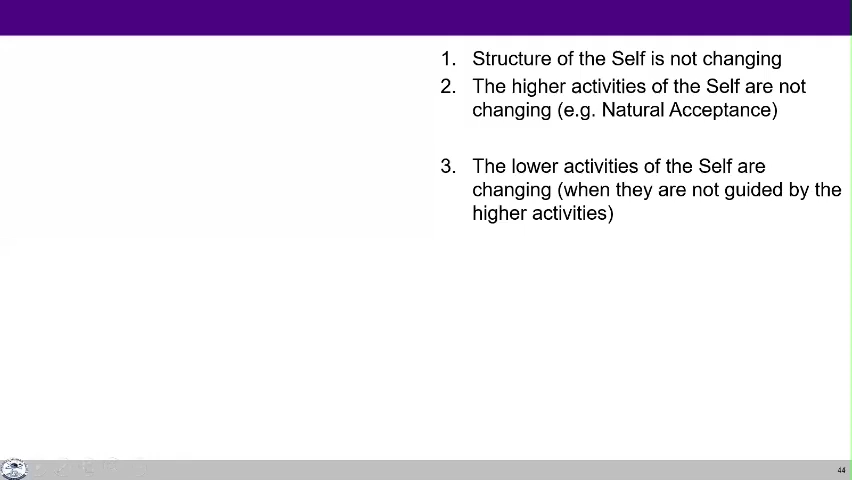 1. Structure of the Self is not changing
2. The higher activities of the Self are not
changing (e.g. Natural Acceptance)
3. The lower activities of the Self are
changing (when they are not guided by the
higher activities)
44